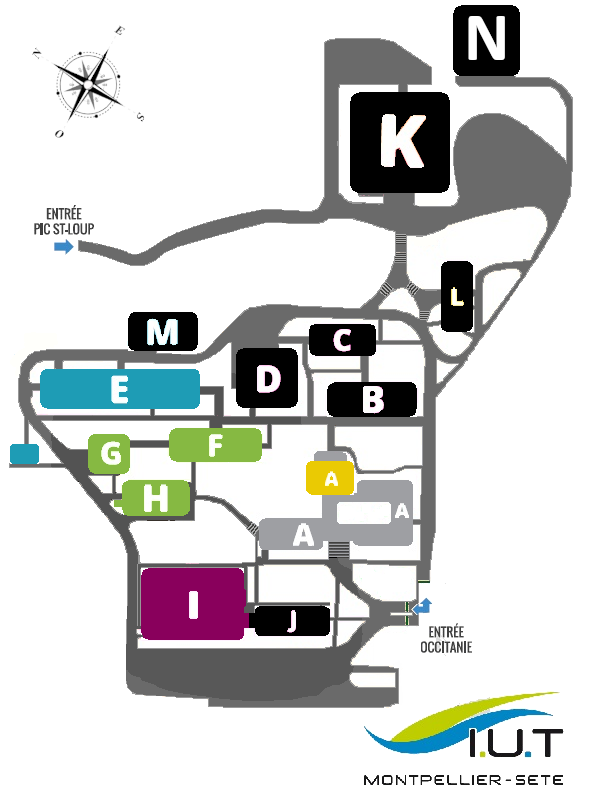 N
E
N
S
O
K
ENTRÉE
PIC ST-LOUP
L
M
C
D
E
B
F
G
A
H
A
A
I
J
ENTRÉE
OCCITANIE
I.U.T
MONTPELLIER-SETE